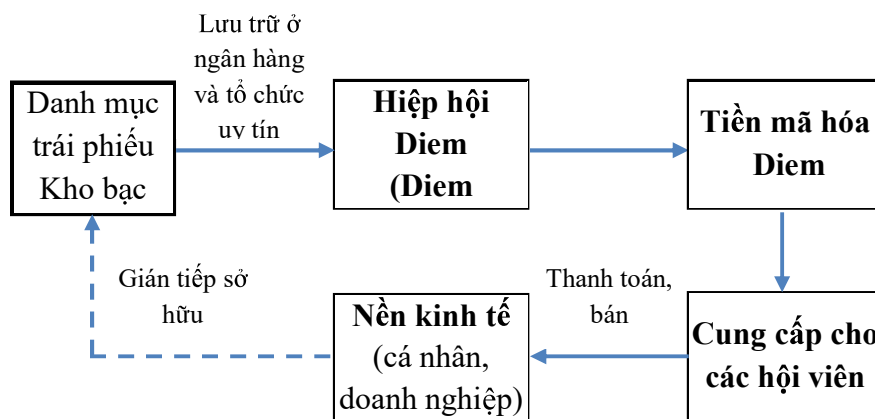 Lưu trữ ở
ngân hàng
và tổ chức
uy tín
Danh mục
trái phiếu
Kho bạc
Hiệp hội
Diem
(Diem
Tiền mã hóa
Diem
Gián tiếp sở
hữu
Nền kinh tế
(cá nhân,
doanh nghiệp)
Thanh toán,
bán
Cung cấp cho
các hội viên